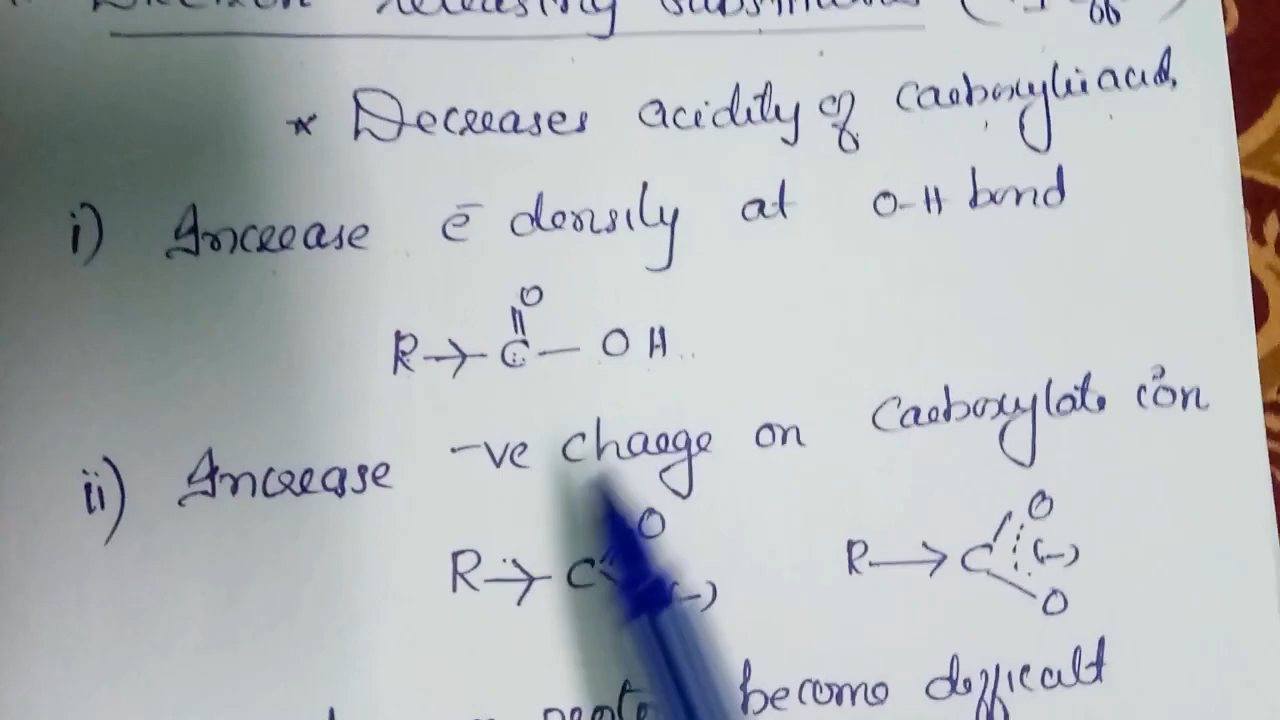 * Decreases acidity of carboxylic acid.
i) Increase e̅ density at O-H bond
O
R → C — OH
ii) Increase -ve charge on Carboxylate ion
O O
R → C R → C (-)
(-) O
become difficult